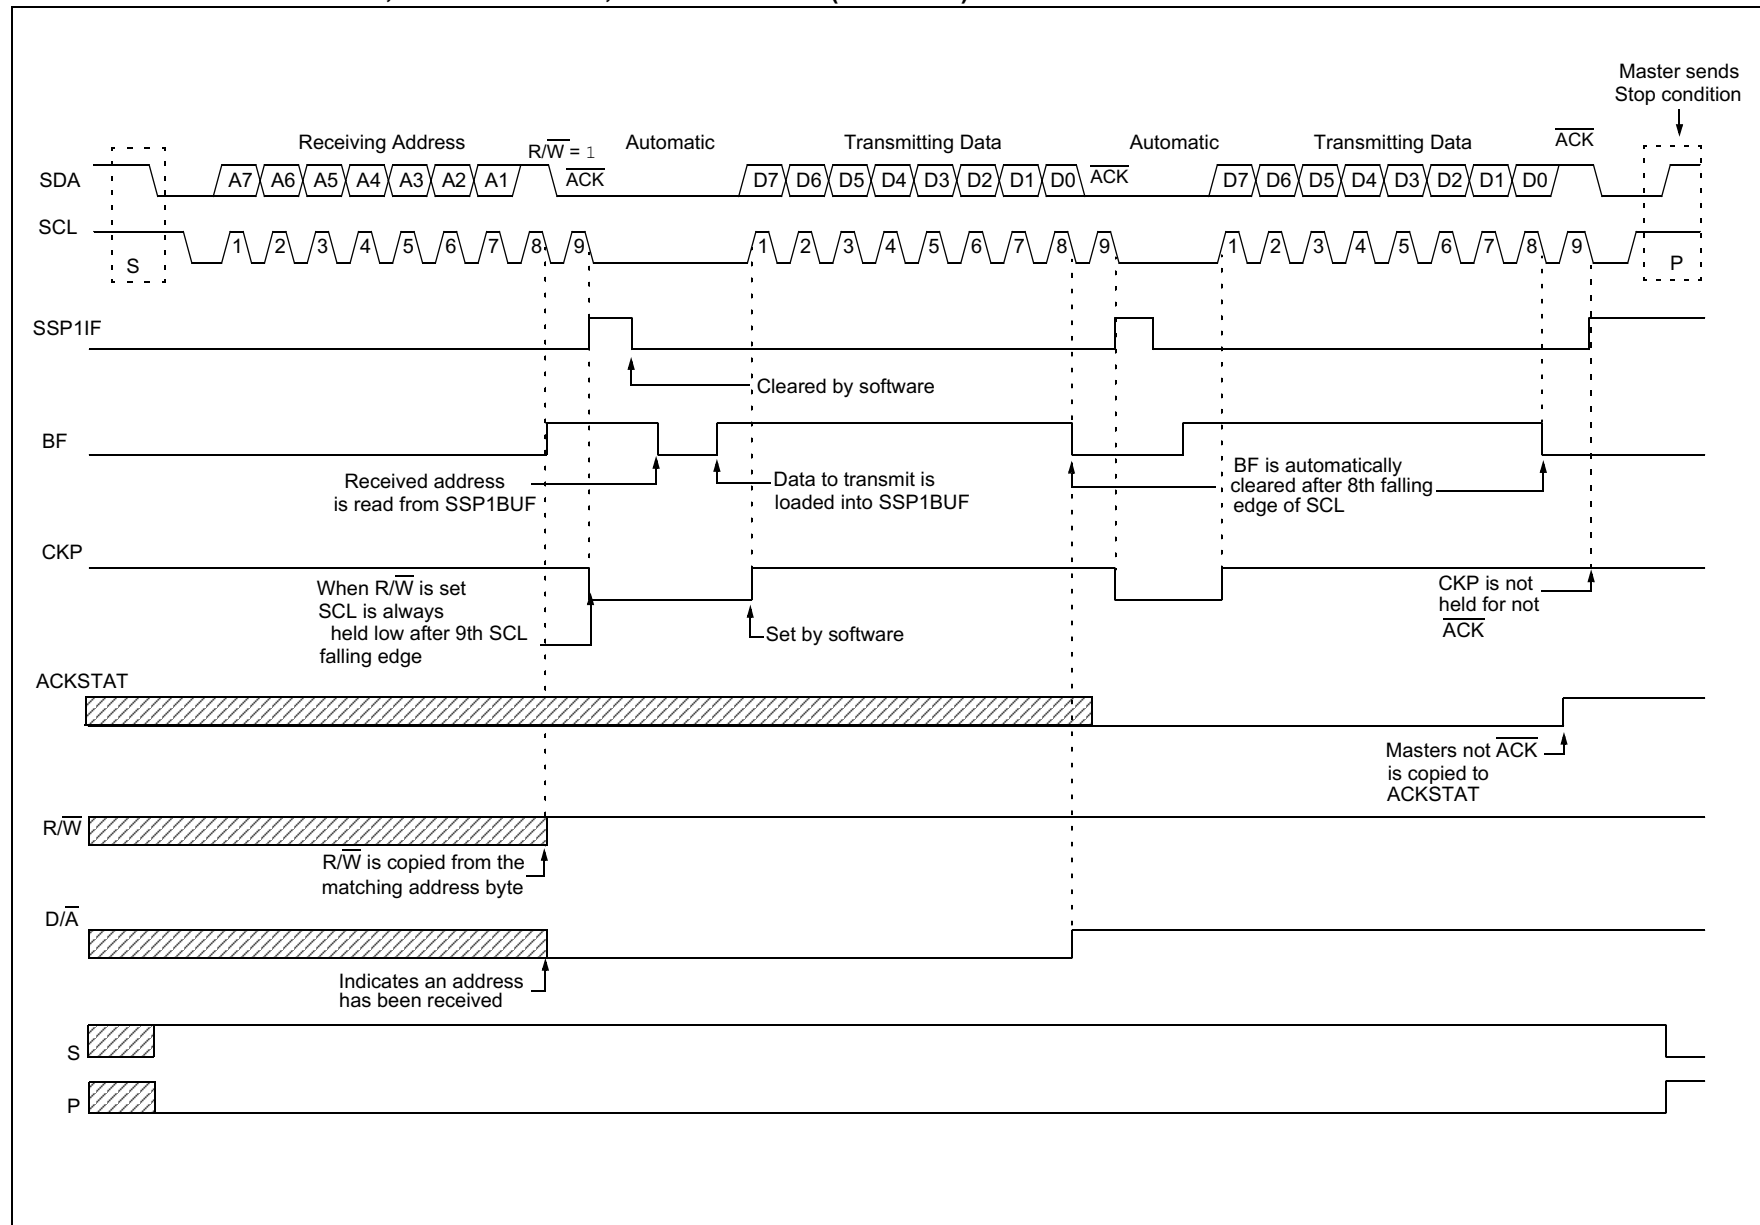 Master sends
Stop condition
Receiving Address
R/W̅ = 1
Automatic
Transmitting Data
Automatic
Transmitting Data
A̅C̅K̅
SDA
A7 A6 A5 A4 A3 A2 A1
A̅C̅K̅
D7 D6 D5 D4 D3 D2 D1 D0
A̅C̅K̅
D7 D6 D5 D4 D3 D2 D1 D0
SCL
1 2 3 4 5 6 7 8 9
1 2 3 4 5 6 7 8 9
1 2 3 4 5 6 7 8 9
S
P
SSP1IF
Cleared by software
BF
Received address
is read from SSP1BUF
Data to transmit is
loaded into SSP1BUF
BF is automatically
cleared after 8th falling
edge of SCL
CKP
When R/W̅ is set
SCL is always
held low after 9th SCL
falling edge
Set by software
CKP is not
held for not
A̅C̅K̅
ACKSTAT
Masters not A̅C̅K̅
is copied to
ACKSTAT
R/W̅
R/W̅ is copied from the
matching address byte
D/A̅
Indicates an address
has been received
S
P